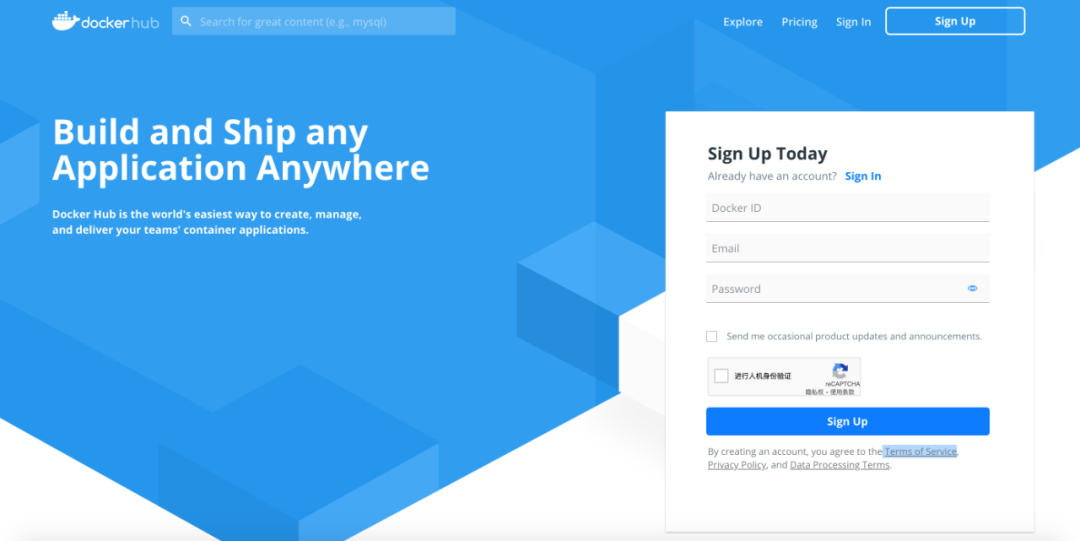 dockerhub
Search for great content (e.g., mysql)
Explore
Pricing
Sign In
Sign Up
Build and Ship any
Application Anywhere
Docker Hub is the world's easiest way to create, manage,
and deliver your teams' container applications.
Sign Up Today
Already have an account? Sign In
Docker ID
Email
Password
Send me occasional product updates and announcements.
进行人机身份验证
reCAPTCHA
隐私权 - 使用条款
Sign Up
By creating an account, you agree to the Terms of Service,
Privacy Policy, and Data Processing Terms.